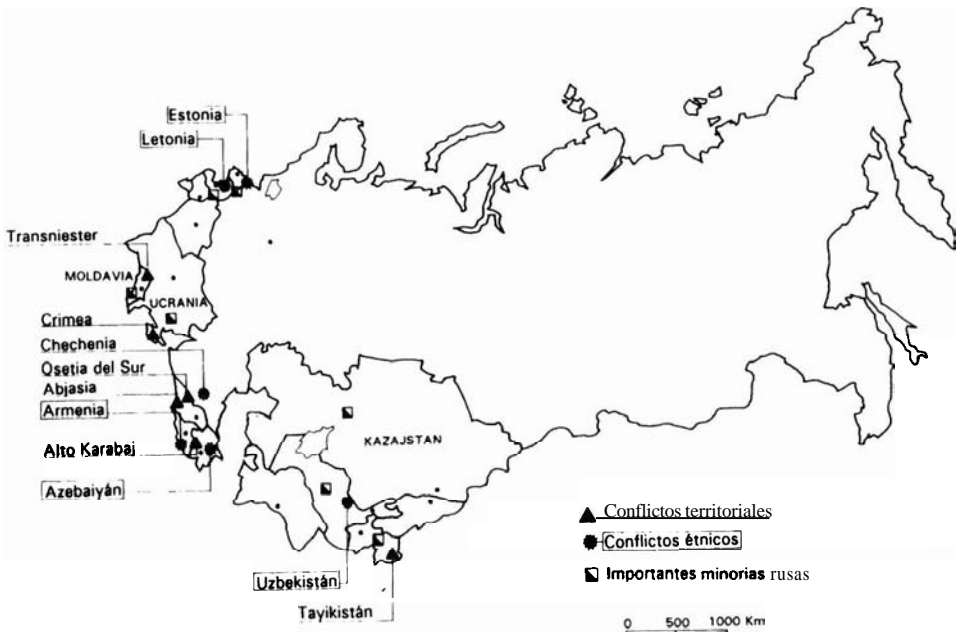 Estonia
Letonia
Transniester
MOLDAVIA
UCRANIA
Crimea
Chechenia
Osetia del Sur
Abjasia
Armenia
KAZAJSTAN
Alto Karabaj
Azebaiyán
Conflictos territoriales
Conflictos étnicos
Uzbekistán
Importantes minorias rusas
Tayikistán
0 500 1000 Km